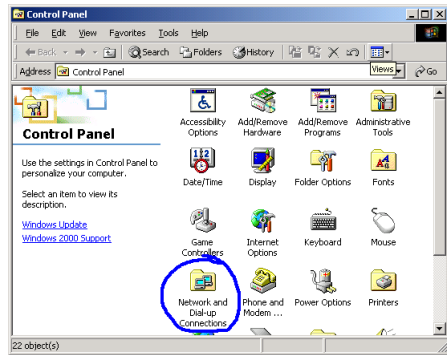 Control Panel
File Edit View Favorites Tools Help
Back Search Folders History
Views
Address Control Panel Go
Control Panel
Use the settings in Control Panel to
personalize your computer.
Select an item to view its
description.
Windows Update
Windows 2000 Support
Accessibility
Options
Add/Remove
Hardware
Add/Remove
Programs
Administrative
Tools
Date/Time
Display
Folder Options
Fonts
Game
Controllers
Internet
Options
Keyboard
Mouse
Network and
Dial-up
Connections
Phone and
Modem ...
Power Options
Printers
22 object(s)